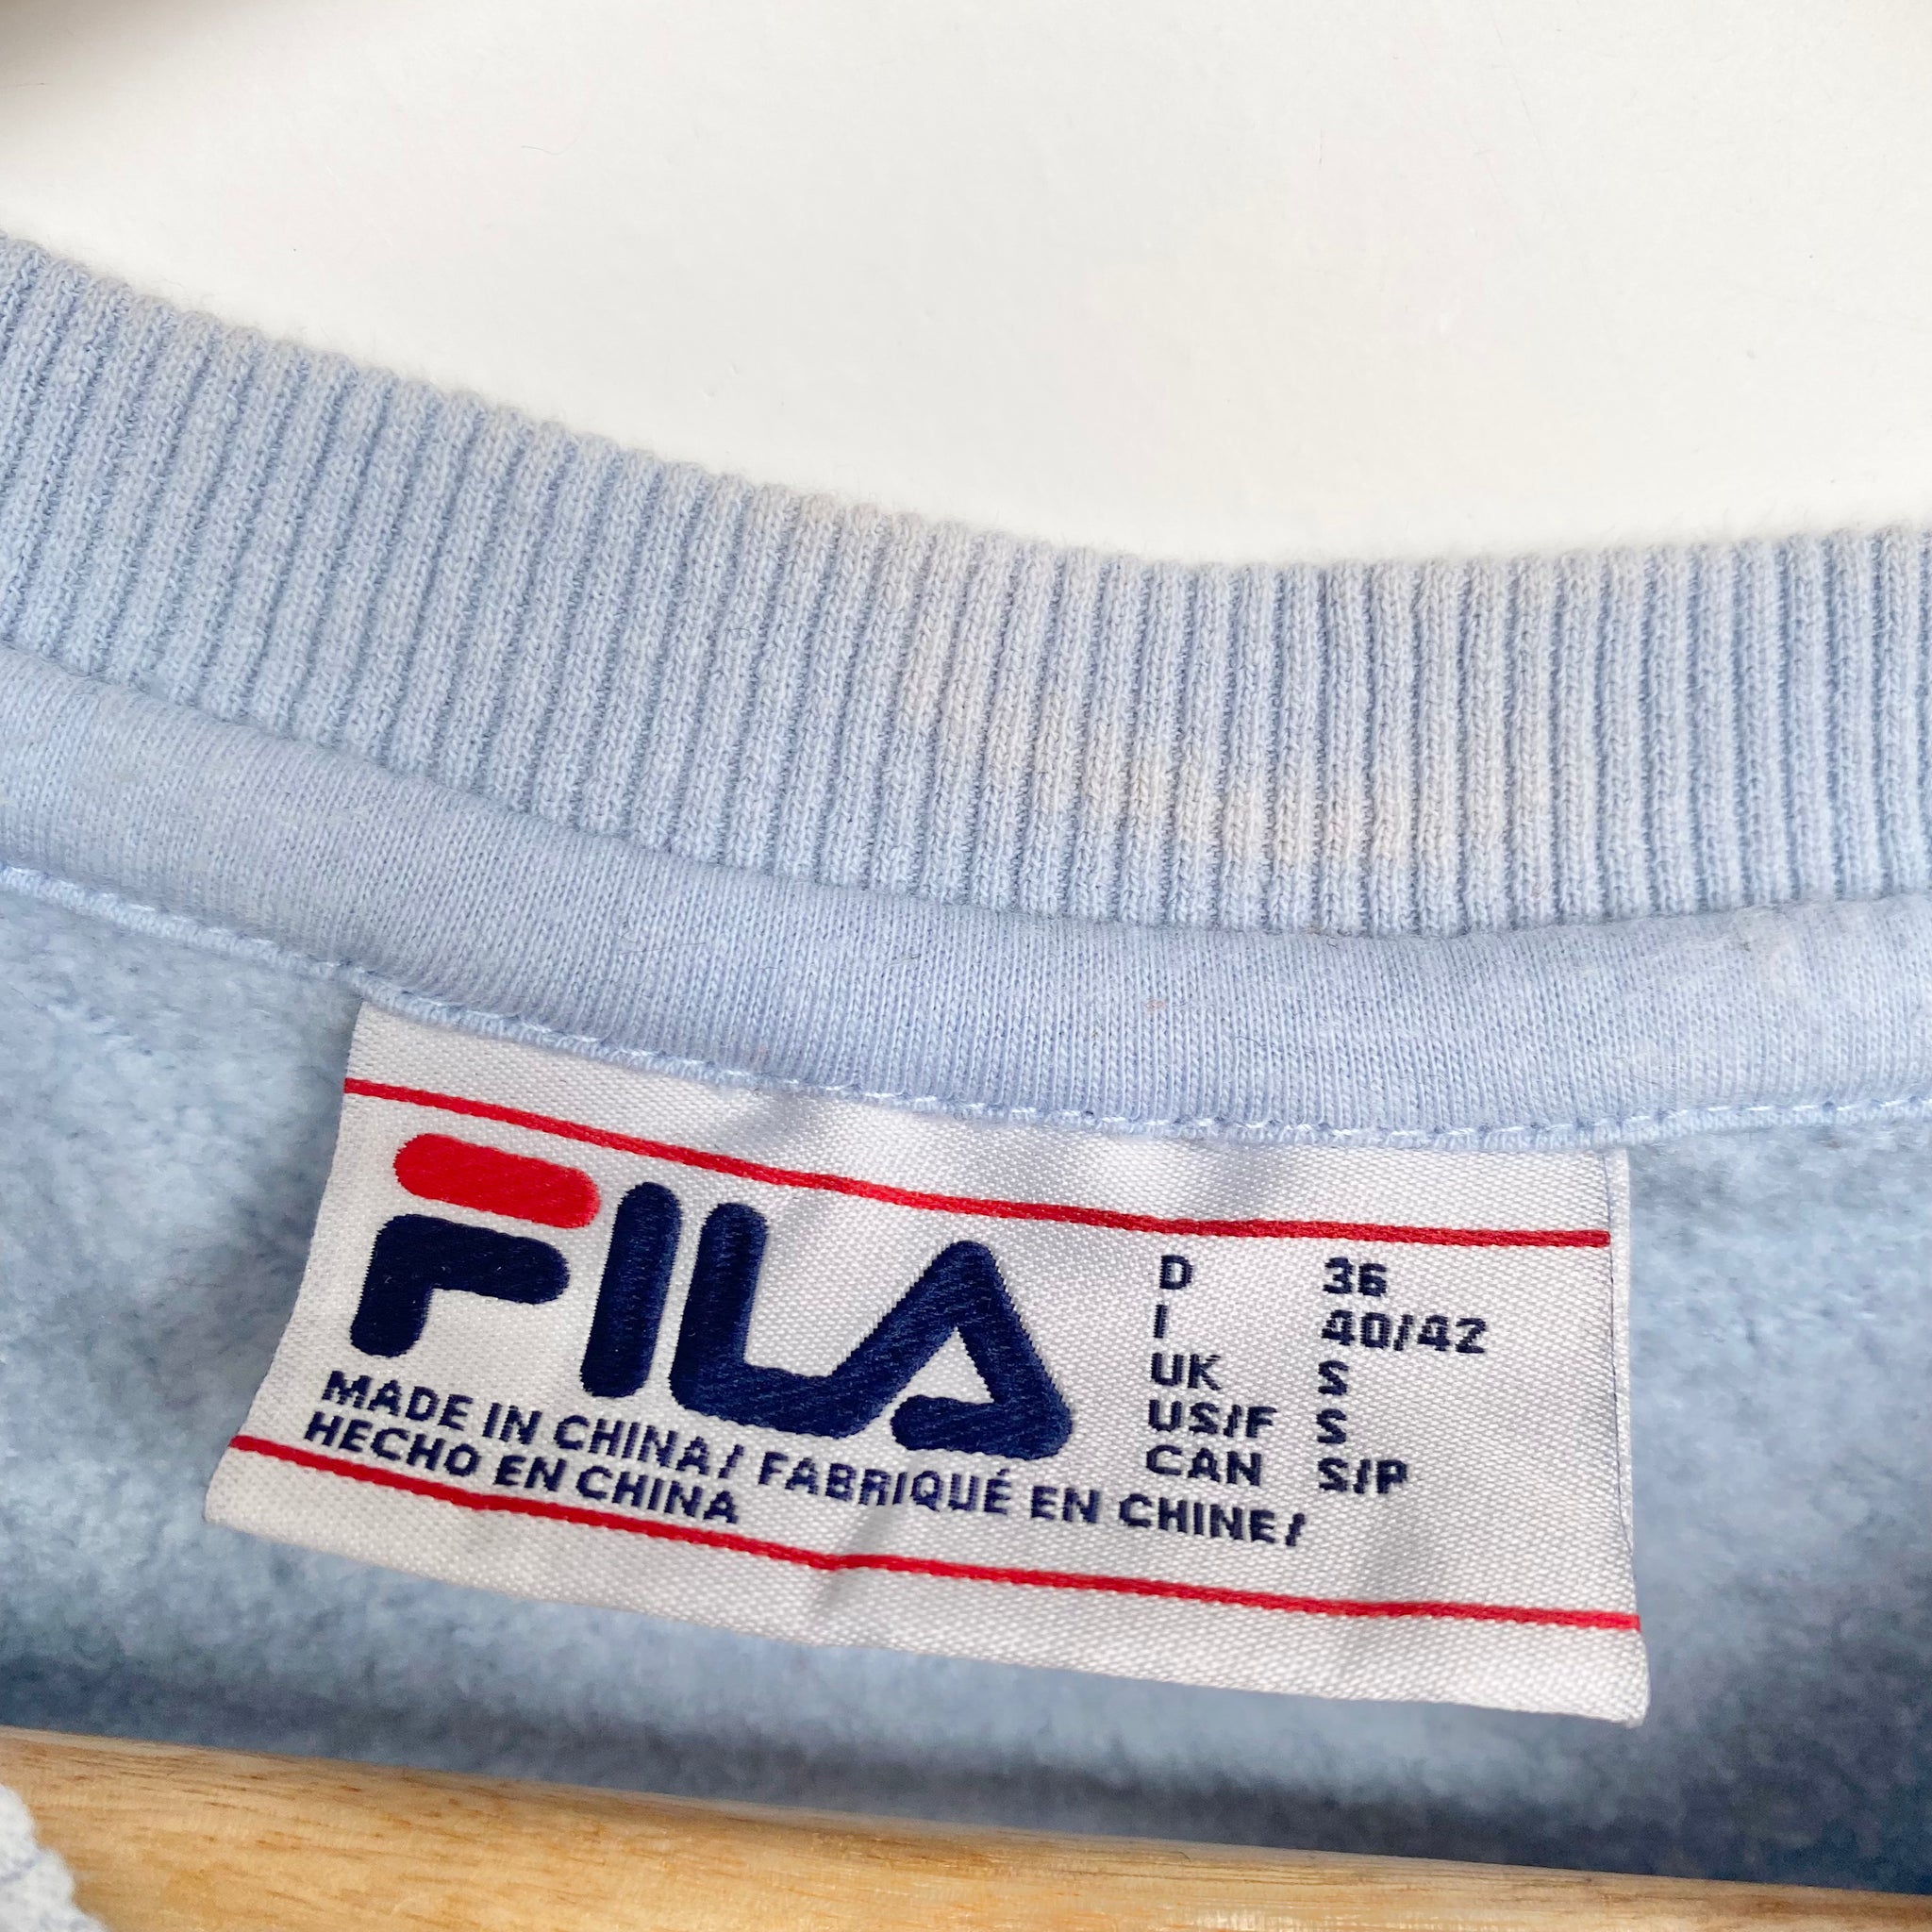 FILA
D 36
I 40/42
UK S
US/F S
CAN S/P
MADE IN CHINA/ FABRIQUÉ EN CHINE/
HECHO EN CHINA